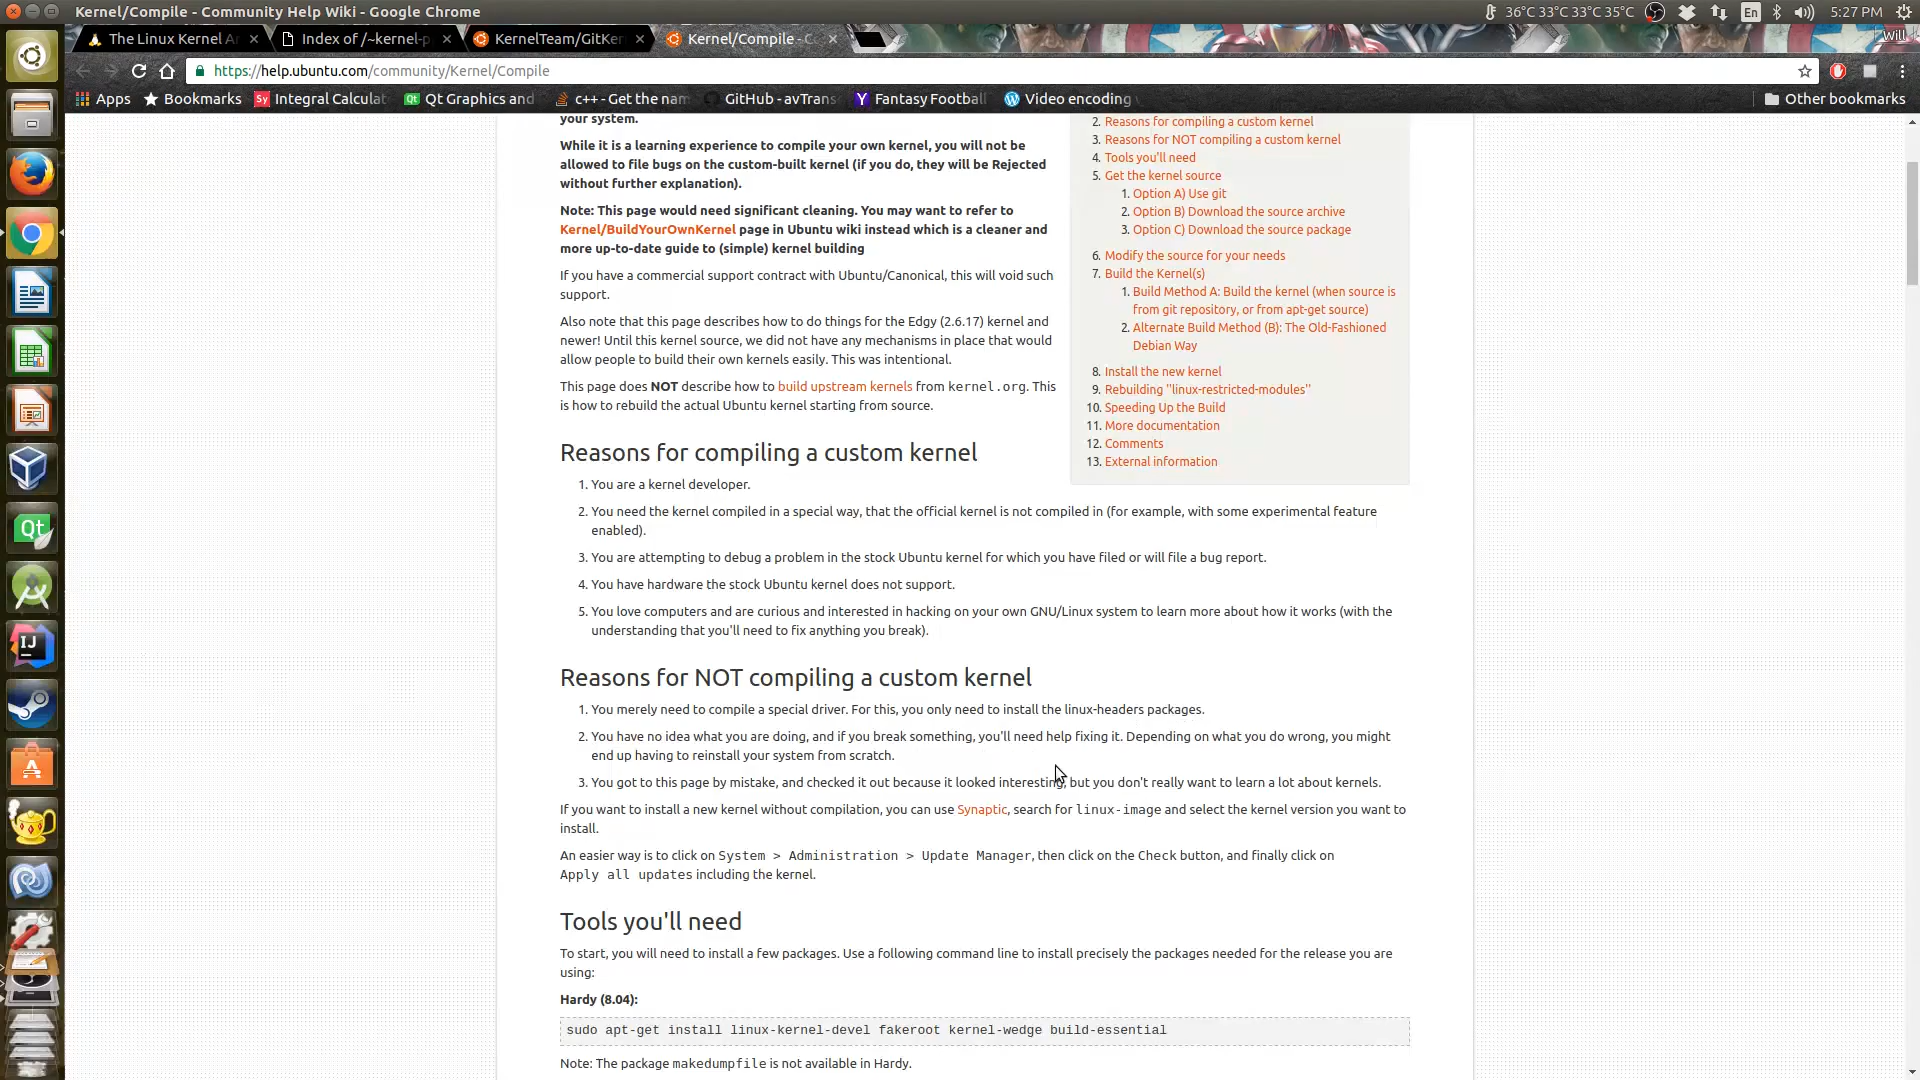 Kernel/Compile - Community Help Wiki - Google Chrome
36°C 33°C 33°C 35°C
En
5:27 PM
The Linux Kernel Ar
Index of /~kernel-p
KernelTeam/GitKer
Kernel/Compile - Co
Will
https://help.ubuntu.com/community/Kernel/Compile
Apps
Bookmarks
Sy Integral Calculat
Qt Qt Graphics and
c++ - Get the nam
GitHub - avTrans
Y Fantasy Football
Video encoding
Other bookmarks
your system.
While it is a learning experience to compile your own kernel, you will not be
allowed to file bugs on the custom-built kernel (if you do, they will be Rejected
without further explanation).
Note: This page would need significant cleaning. You may want to refer to
Kernel/BuildYourOwnKernel page in Ubuntu wiki instead which is a cleaner and
more up-to-date guide to (simple) kernel building
If you have a commercial support contract with Ubuntu/Canonical, this will void such
support.
Also note that this page describes how to do things for the Edgy (2.6.17) kernel and
newer! Until this kernel source, we did not have any mechanisms in place that would
allow people to build their own kernels easily. This was intentional.
This page does NOT describe how to build upstream kernels from kernel.org. This
is how to rebuild the actual Ubuntu kernel starting from source.
2. Reasons for compiling a custom kernel
3. Reasons for NOT compiling a custom kernel
4. Tools you'll need
5. Get the kernel source
1. Option A) Use git
2. Option B) Download the source archive
3. Option C) Download the source package
6. Modify the source for your needs
7. Build the Kernel(s)
1. Build Method A: Build the kernel (when source is
from git repository, or from apt-get source)
2. Alternate Build Method (B): The Old-Fashioned
Debian Way
8. Install the new kernel
9. Rebuilding ''linux-restricted-modules''
10. Speeding Up the Build
11. More documentation
12. Comments
13. External information
Reasons for compiling a custom kernel
1. You are a kernel developer.
2. You need the kernel compiled in a special way, that the official kernel is not compiled in (for example, with some experimental feature
enabled).
3. You are attempting to debug a problem in the stock Ubuntu kernel for which you have filed or will file a bug report.
4. You have hardware the stock Ubuntu kernel does not support.
5. You love computers and are curious and interested in hacking on your own GNU/Linux system to learn more about how it works (with the
understanding that you'll need to fix anything you break).
Reasons for NOT compiling a custom kernel
1. You merely need to compile a special driver. For this, you only need to install the linux-headers packages.
2. You have no idea what you are doing, and if you break something, you'll need help fixing it. Depending on what you do wrong, you might
end up having to reinstall your system from scratch.
3. You got to this page by mistake, and checked it out because it looked interesting, but you don't really want to learn a lot about kernels.
If you want to install a new kernel without compilation, you can use Synaptic, search for linux-image and select the kernel version you want to
install.
An easier way is to click on System > Administration > Update Manager, then click on the Check button, and finally click on
Apply all updates including the kernel.
Tools you'll need
To start, you will need to install a few packages. Use a following command line to install precisely the packages needed for the release you are
using:
Hardy (8.04):
sudo apt-get install linux-kernel-devel fakeroot kernel-wedge build-essential
Note: The package makedumpfile is not available in Hardy.
Qt
IJ